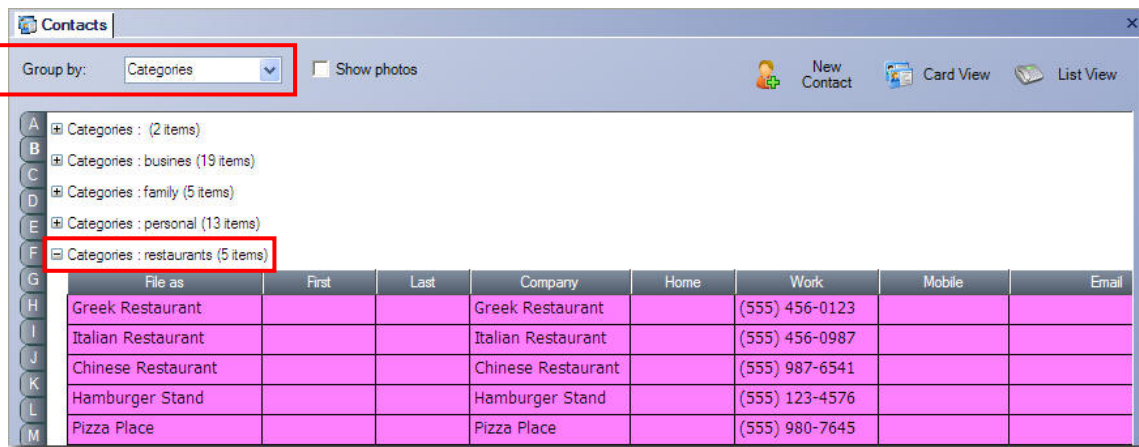 Contacts
Group by: Categories Show photos New Contact Card View List View
A
B
C
D
E
F
G
H
I
J
K
L
M
Categories : (2 items)
Categories : busines (19 items)
Categories : family (5 items)
Categories : personal (13 items)
Categories : restaurants (5 items)
File as First Last Company Home Work Mobile Email
Greek Restaurant Greek Restaurant (555) 456-0123
Italian Restaurant Italian Restaurant (555) 456-0987
Chinese Restaurant Chinese Restaurant (555) 987-6541
Hamburger Stand Hamburger Stand (555) 123-4576
Pizza Place Pizza Place (555) 980-7645